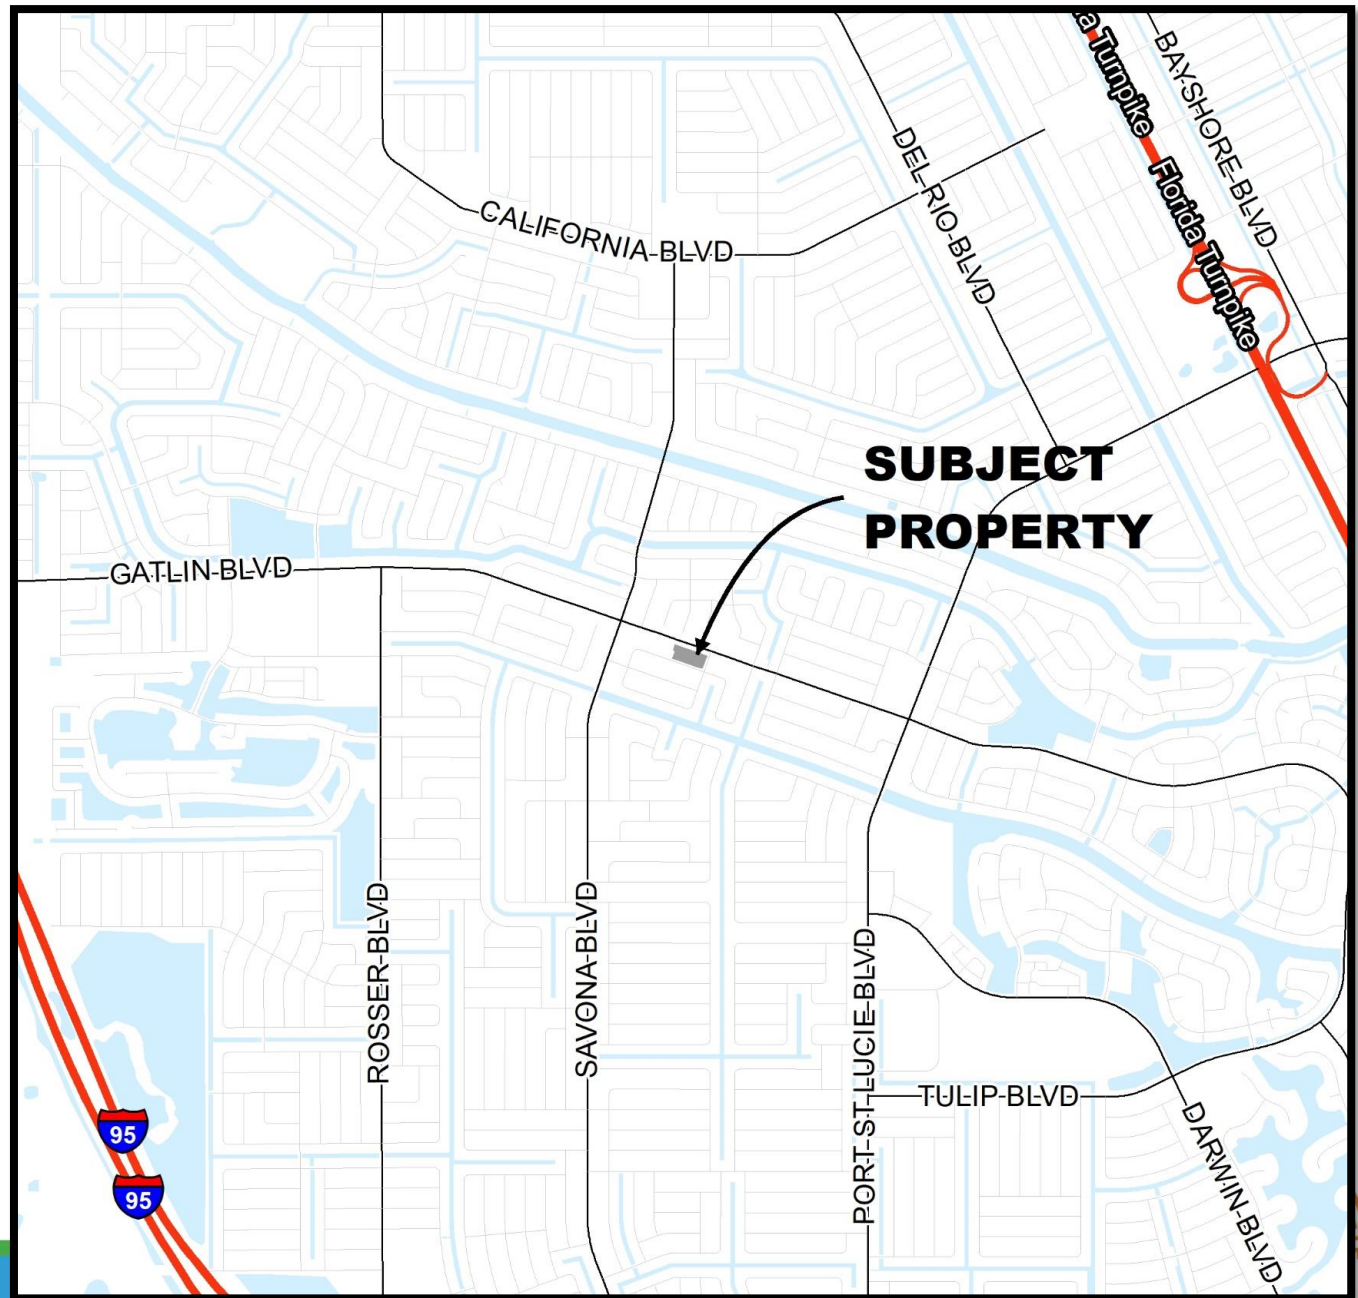 a Turnpike
BAYSHORE BLVD
DEL RIO BLVD
Florida Turnpike
CALIFORNIA BLVD
SUBJECT
PROPERTY
GATLIN BLVD
ROSSER BLVD
SAVONA BLVD
PORT ST LUCIE BLVD
TULIP BLVD
DARWIN BLVD
95
95